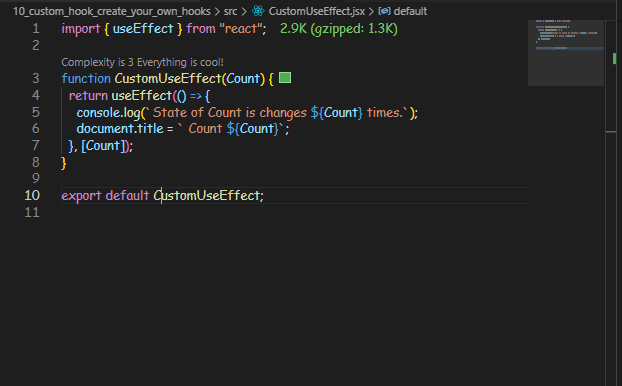 10_custom_hook_create_your_own_hooks > src > CustomUseEffect.jsx > default
1 import { useEffect } from "react"; 2.9K (gzipped: 1.3K)
2
Complexity is 3 Everything is cool!
3 function CustomUseEffect(Count) {
4 return useEffect(() => {
5 console.log(`State of Count is changes ${Count} times.`);
6 document.title = ` Count ${Count}`;
7 }, [Count]);
8 }
9
10 export default CustomUseEffect;
11